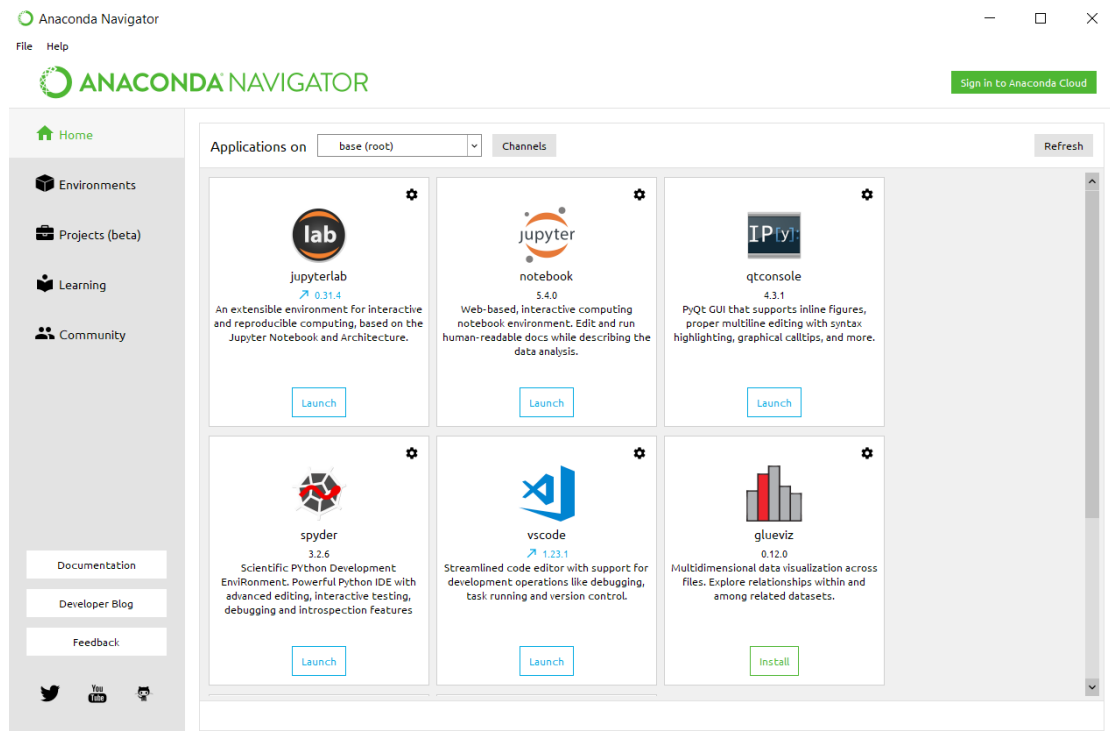 Anaconda Navigator
File Help
ANACONDA NAVIGATOR
Sign in to Anaconda Cloud
Home
Environments
Projects (beta)
Learning
Community
Documentation
Developer Blog
Feedback
You
Tube
Applications on base (root) Channels Refresh
lab
jupyterlab
0.31.4
An extensible environment for interactive
and reproducible computing, based on the
Jupyter Notebook and Architecture.
Launch
jupyter
notebook
5.4.0
Web-based, interactive computing
notebook environment. Edit and run
human-readable docs while describing the
data analysis.
Launch
IP[y]:
qtconsole
4.3.1
PyQt GUI that supports inline figures,
proper multiline editing with syntax
highlighting, graphical calltips, and more.
Launch
spyder
3.2.6
Scientific PYthon Development
EnviRonment. Powerful Python IDE with
advanced editing, interactive testing,
debugging and introspection features
Launch
vscode
1.23.1
Streamlined code editor with support for
development operations like debugging,
task running and version control.
Launch
glueviz
0.12.0
Multidimensional data visualization across
files. Explore relationships within and
among related datasets.
Install